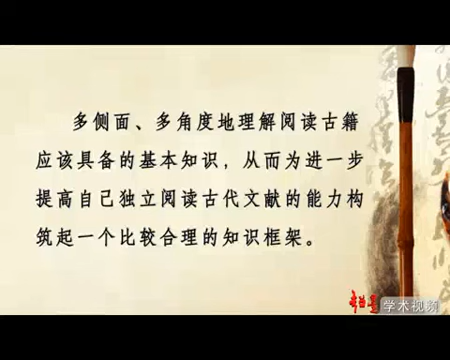 多侧面、多角度地理解阅读古籍
应该具备的基本知识，从而为进一步
提高自己独立阅读古代文献的能力构
筑起一个比较合理的知识框架。
学术视频